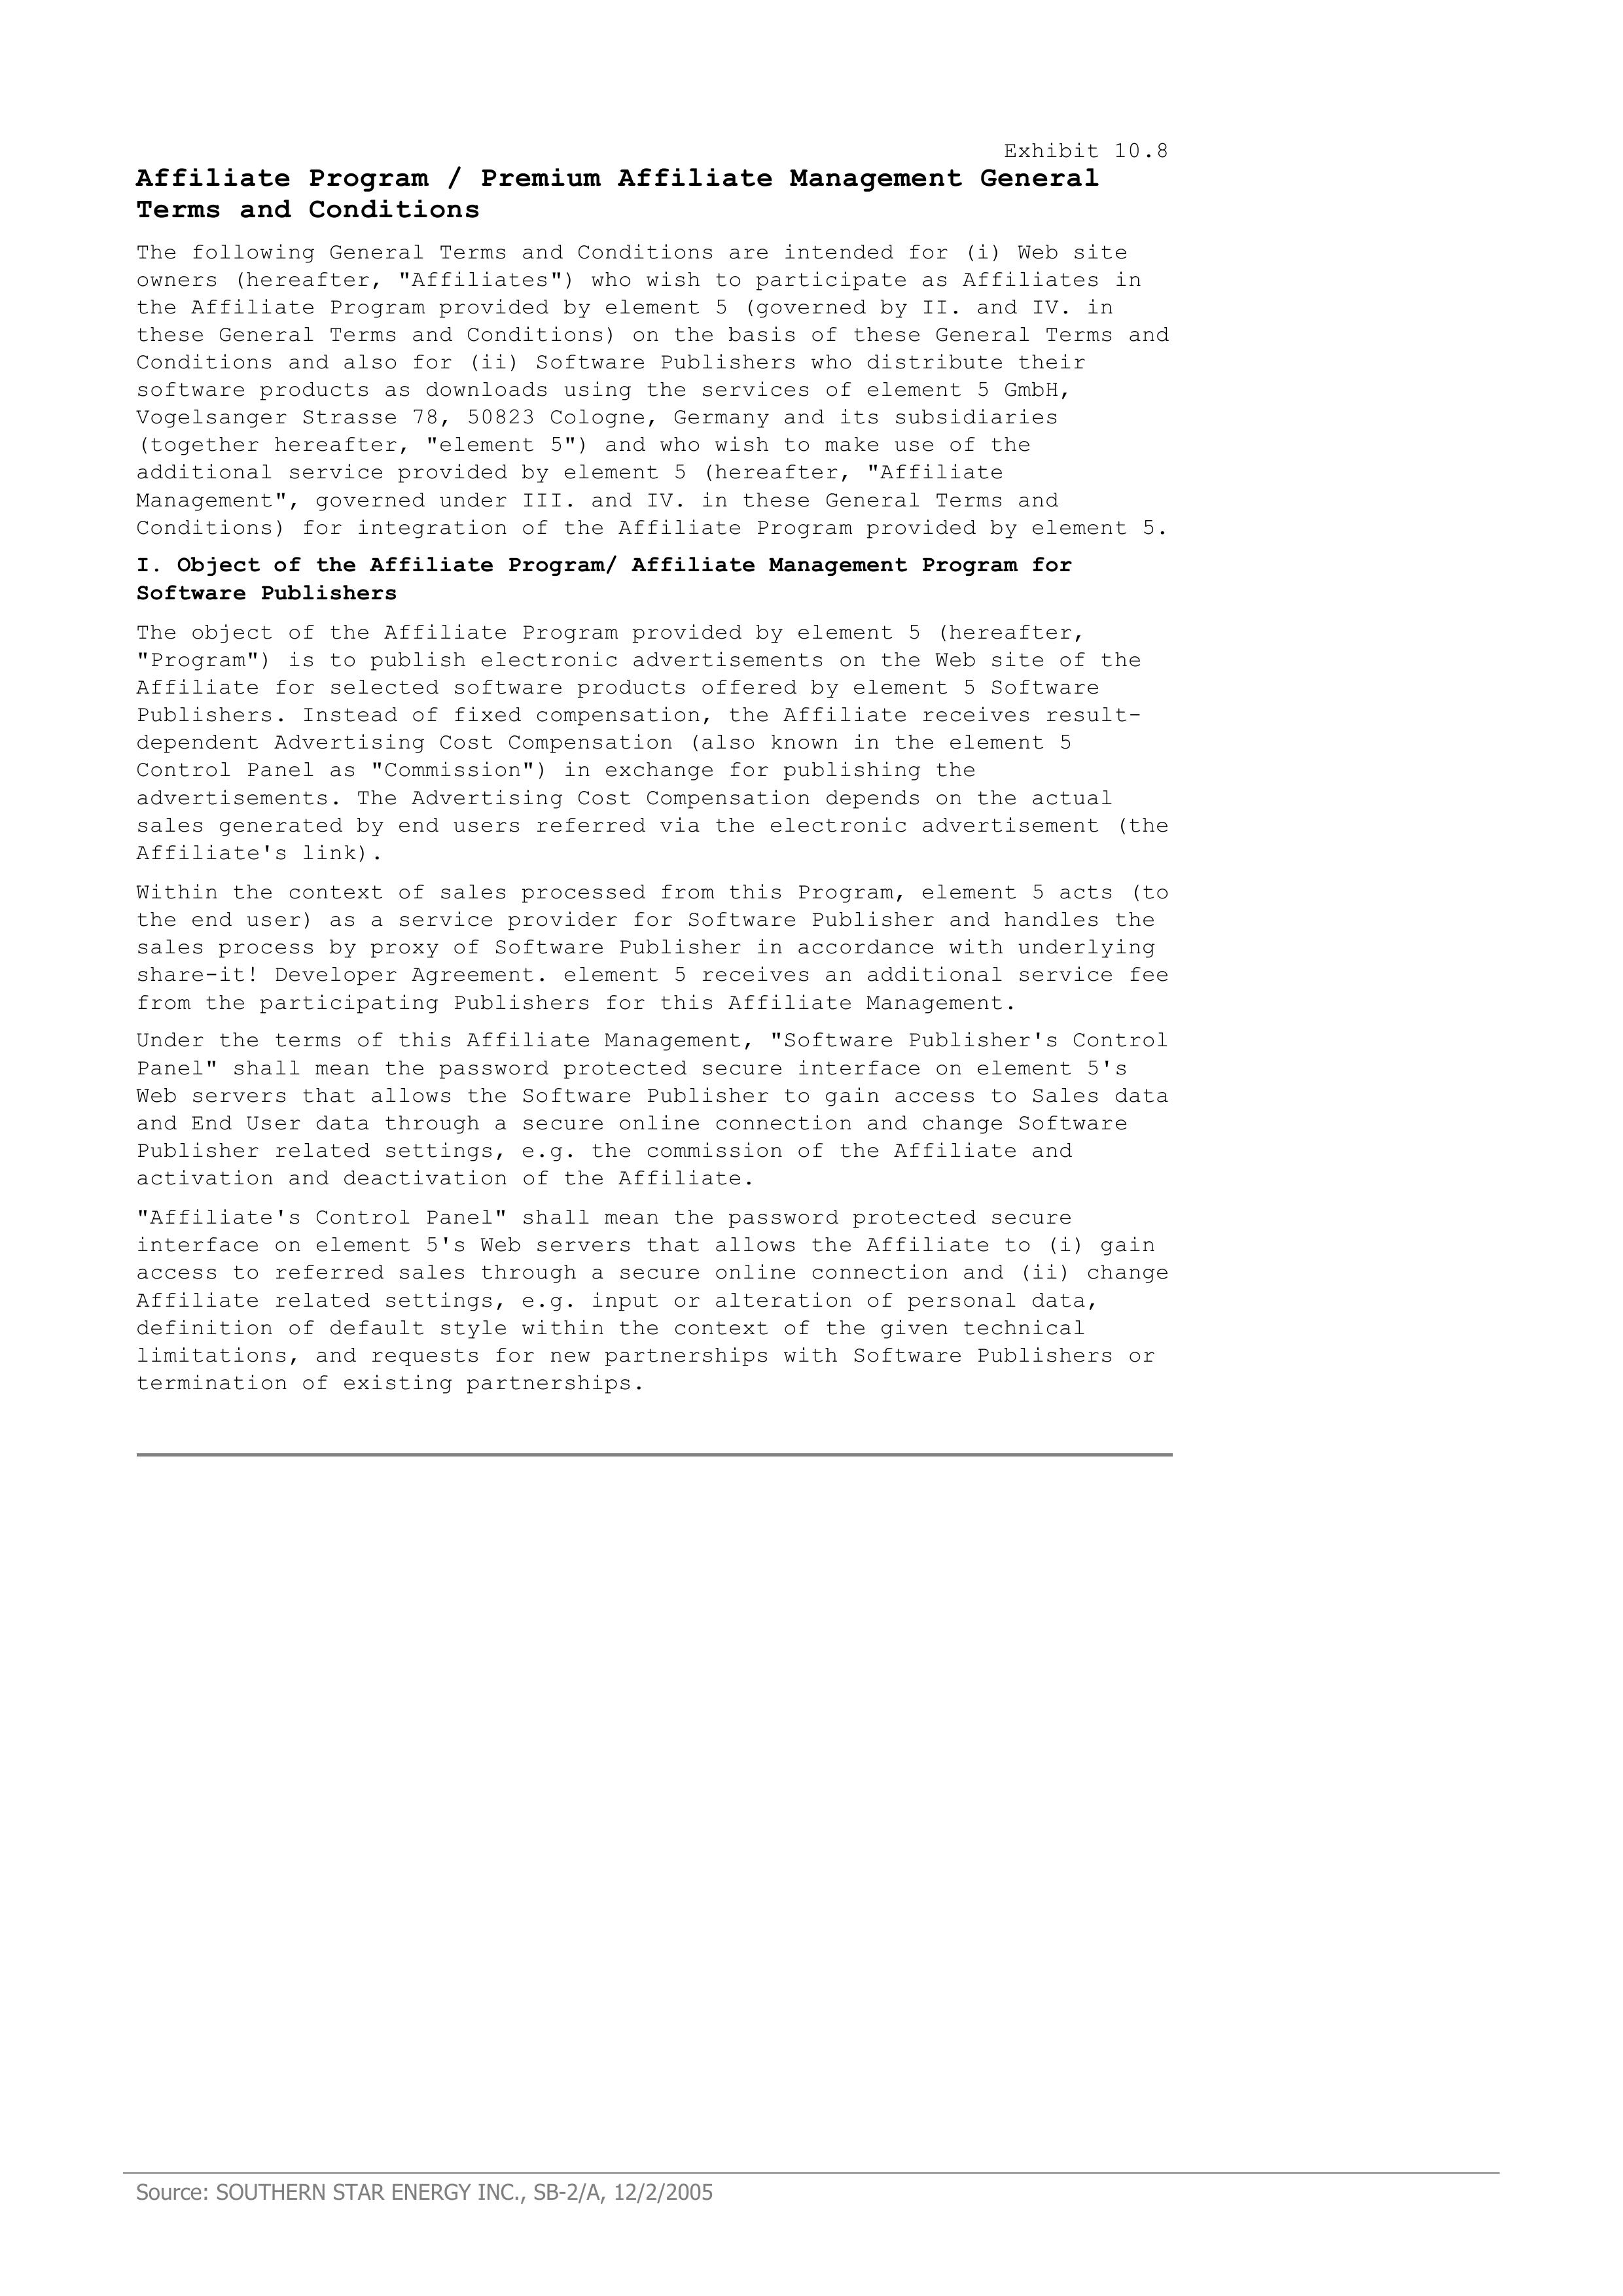 Exhibit 10.8
Affiliate Program / Premium Affiliate Management General
Terms and Conditions
The following General Terms and Conditions are intended for (i) Web site
owners (hereafter, "Affiliates") who wish to participate as Affiliates in
the Affiliate Program provided by element 5 (governed by II. and IV. in
these General Terms and Conditions) on the basis of these General Terms and
Conditions and also for (ii) Software Publishers who distribute their
software products as downloads using the services of element 5 GmbH,
Vogelsanger Strasse 78, 50823 Cologne, Germany and its subsidiaries
(together hereafter, "element 5") and who wish to make use of the
additional service provided by element 5 (hereafter, "Affiliate
Management", governed under III. and IV. in these General Terms and
Conditions) for integration of the Affiliate Program provided by element 5.
I. Object of the Affiliate Program/ Affiliate Management Program for
Software Publishers
The object of the Affiliate Program provided by element 5 (hereafter,
"Program") is to publish electronic advertisements on the Web site of the
Affiliate for selected software products offered by element 5 Software
Publishers. Instead of fixed compensation, the Affiliate receives result-
dependent Advertising Cost Compensation (also known in the element 5
Control Panel as "Commission") in exchange for publishing the
advertisements. The Advertising Cost Compensation depends on the actual
sales generated by end users referred via the electronic advertisement (the
Affiliate's link).
Within the context of sales processed from this Program, element 5 acts (to
the end user) as a service provider for Software Publisher and handles the
sales process by proxy of Software Publisher in accordance with underlying
share-it! Developer Agreement. element 5 receives an additional service fee
from the participating Publishers for this Affiliate Management.
Under the terms of this Affiliate Management, "Software Publisher's Control
Panel" shall mean the password protected secure interface on element 5's
Web servers that allows the Software Publisher to gain access to Sales data
and End User data through a secure online connection and change Software
Publisher related settings, e.g. the commission of the Affiliate and
activation and deactivation of the Affiliate.
"Affiliate's Control Panel" shall mean the password protected secure
interface on element 5's Web servers that allows the Affiliate to (i) gain
access to referred sales through a secure online connection and (ii) change
Affiliate related settings, e.g. input or alteration of personal data,
definition of default style within the context of the given technical
limitations, and requests for new partnerships with Software Publishers or
termination of existing partnerships.
Source: SOUTHERN STAR ENERGY INC., SB-2/A, 12/2/2005